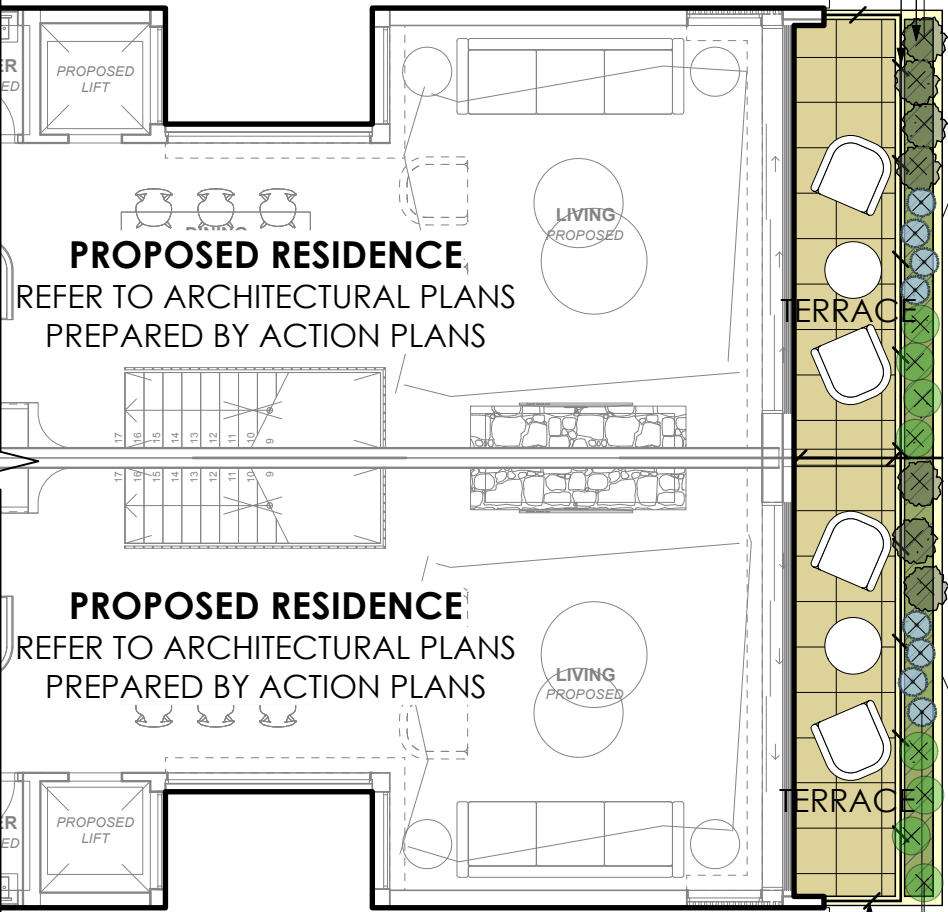 PROPOSED
LIFT
LIVING
PROPOSED
PROPOSED RESIDENCE
REFER TO ARCHITECTURAL PLANS
PREPARED BY ACTION PLANS
TERRACE
17
16
15
14
13
12
11
10
9
17
16
15
14
13
12
11
10
9
PROPOSED RESIDENCE
REFER TO ARCHITECTURAL PLANS
PREPARED BY ACTION PLANS
LIVING
PROPOSED
TERRACE
PROPOSED
LIFT